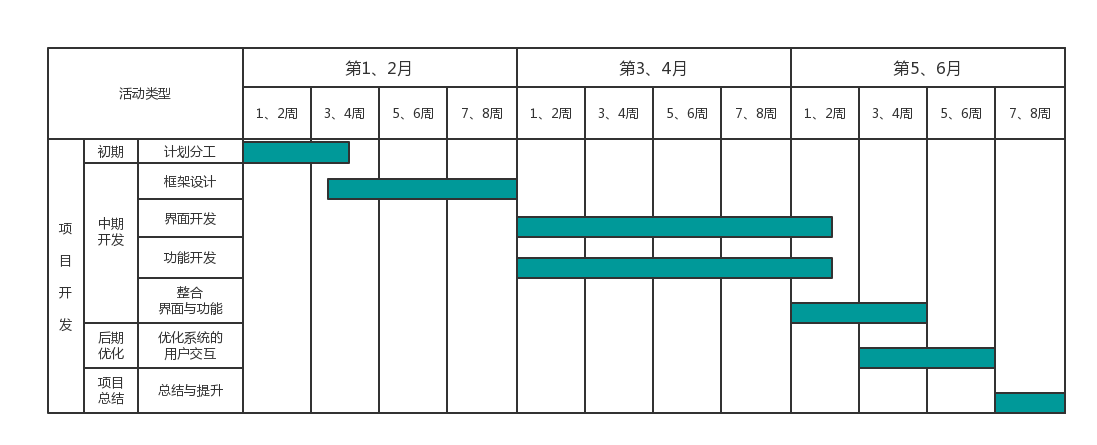 活动类型
第1、2月
第3、4月
第5、6月
1、2周
3、4周
5、6周
7、8周
1、2周
3、4周
5、6周
7、8周
1、2周
3、4周
5、6周
7、8周
项
目
开
发
初期
计划分工
中期
开发
框架设计
界面开发
功能开发
整合
界面与功能
后期
优化
优化系统的
用户交互
项目
总结
总结与提升